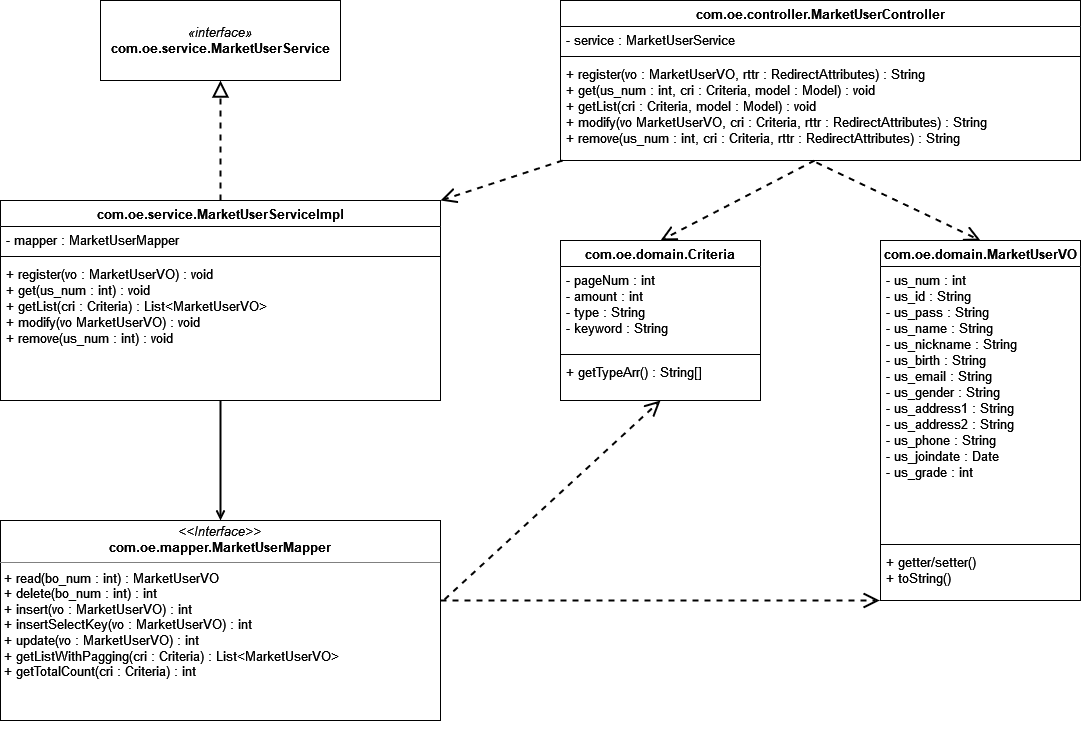 «interface»
com.oe.service.MarketUserService
com.oe.controller.MarketUserController
- service : MarketUserService
+ register(vo : MarketUserVO, rttr : RedirectAttributes) : String
+ get(us_num : int, cri : Criteria, model : Model) : void
+ getList(cri : Criteria, model : Model) : void
+ modify(vo MarketUserVO, cri : Criteria, rttr : RedirectAttributes) : String
+ remove(us_num : int, cri : Criteria, rttr : RedirectAttributes) : String
com.oe.service.MarketUserServiceImpl
- mapper : MarketUserMapper
+ register(vo : MarketUserVO) : void
+ get(us_num : int) : void
+ getList(cri : Criteria) : List<MarketUserVO>
+ modify(vo MarketUserVO) : void
+ remove(us_num : int) : void
com.oe.domain.Criteria
- pageNum : int
- amount : int
- type : String
- keyword : String
+ getTypeArr() : String[]
com.oe.domain.MarketUserVO
- us_num : int
- us_id : String
- us_pass : String
- us_name : String
- us_nickname : String
- us_birth : String
- us_email : String
- us_gender : String
- us_address1 : String
- us_address2 : String
- us_phone : String
- us_joindate : Date
- us_grade : int
+ getter/setter()
+ toString()
<<Interface>>
com.oe.mapper.MarketUserMapper
+ read(bo_num : int) : MarketUserVO
+ delete(bo_num : int) : int
+ insert(vo : MarketUserVO) : int
+ insertSelectKey(vo : MarketUserVO) : int
+ update(vo : MarketUserVO) : int
+ getListWithPagging(cri : Criteria) : List<MarketUserVO>
+ getTotalCount(cri : Criteria) : int